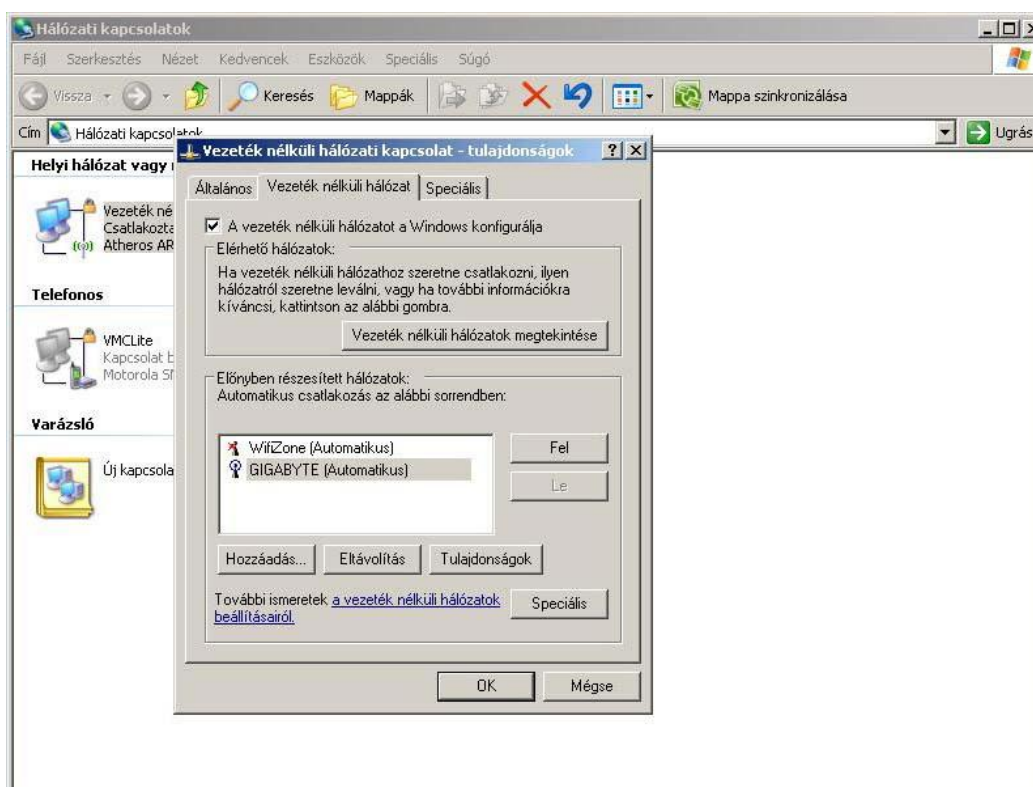 Hálózati kapcsolatok
Fájl Szerkesztés Nézet Kedvencek Eszközök Speciális Súgó
Vissza Keresés Mappák Mappa szinkronizálása
Cím Hálózati kapcsolatok Ugrás
Helyi hálózat vagy
Vezeték né
Csatlakozta
Atheros AR
Telefonos
VMCLite
Kapcsolat b
Motorola SM
Varázsló
Új kapcsola
Vezeték nélküli hálózati kapcsolat - tulajdonságok
Általános Vezeték nélküli hálózat Speciális
A vezeték nélküli hálózatot a Windows konfigurálja
Elérhető hálózatok:
Ha vezeték nélküli hálózathoz szeretne csatlakozni, ilyen
hálózatról szeretne leválni, vagy ha további információkra
kíváncsi, kattintson az alábbi gombra.
Vezeték nélküli hálózatok megtekintése
Előnyben részesített hálózatok:
Automatikus csatlakozás az alábbi sorrendben:
WifiZone (Automatikus)
GIGABYTE (Automatikus)
Fel
Le
Hozzáadás... Eltávolítás Tulajdonságok
További ismeretek a vezeték nélküli hálózatok
beállításairól.
Speciális
OK Mégse